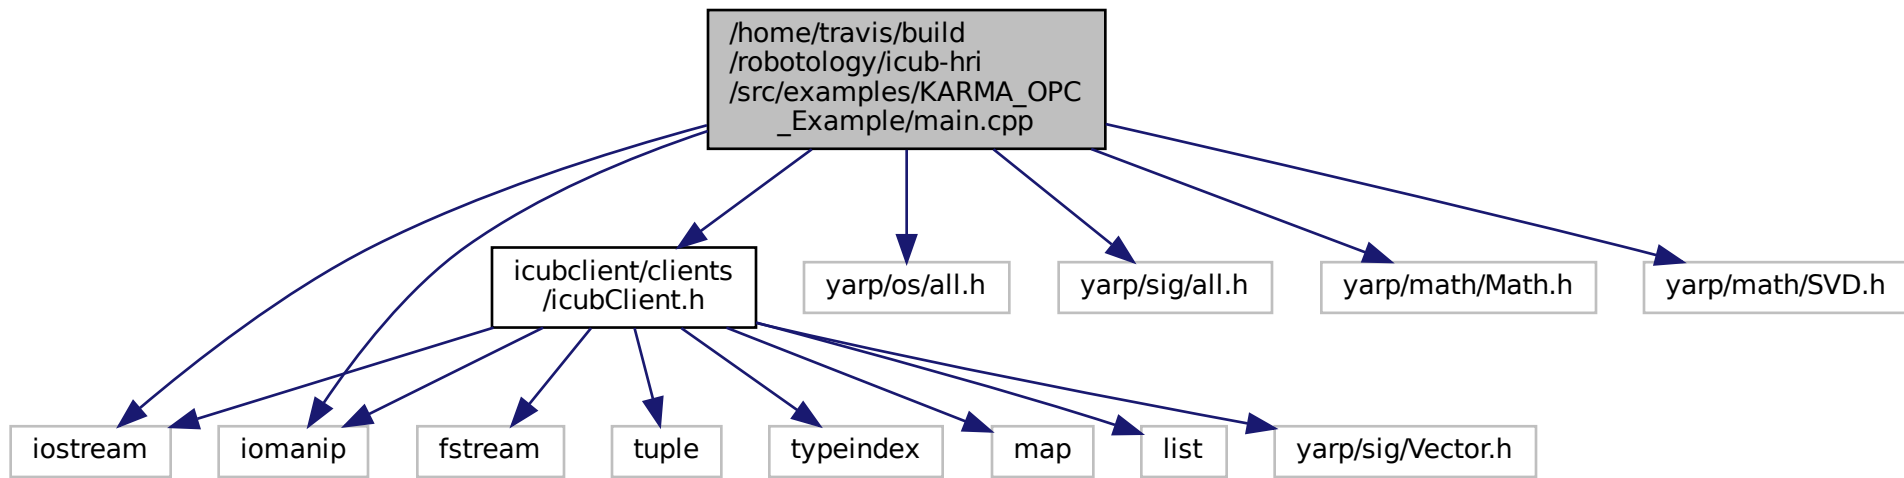 /home/travis/build
/robotology/icub-hri
/src/examples/KARMA_OPC
_Example/main.cpp
icubclient/clients
/icubClient.h
yarp/os/all.h
yarp/sig/all.h
yarp/math/Math.h
yarp/math/SVD.h
iostream
iomanip
fstream
tuple
typeindex
map
list
yarp/sig/Vector.h